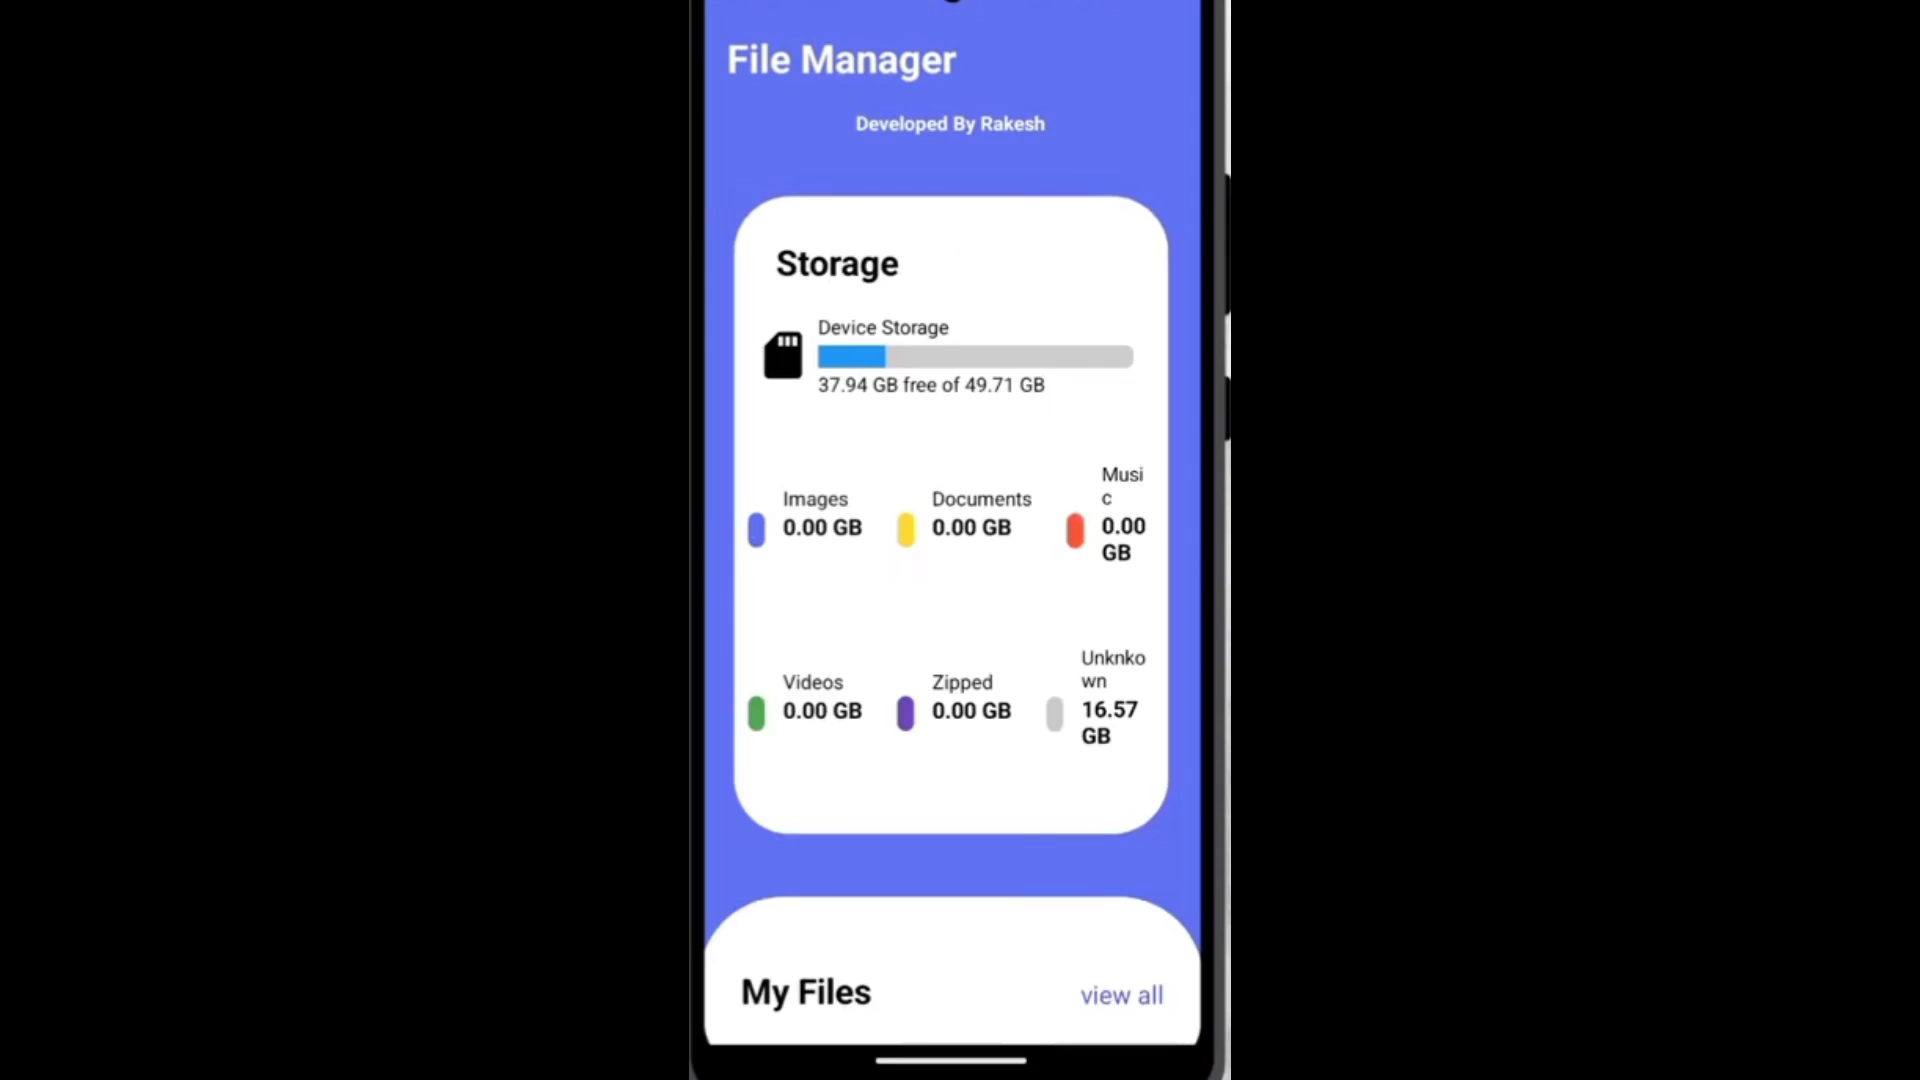 File Manager
Developed By Rakesh
Storage
Device Storage
37.94 GB free of 49.71 GB
Images
0.00 GB
Documents
0.00 GB
Musi
c
0.00
GB
Videos
0.00 GB
Zipped
0.00 GB
Unknko
wn
16.57
GB
My Files
view all